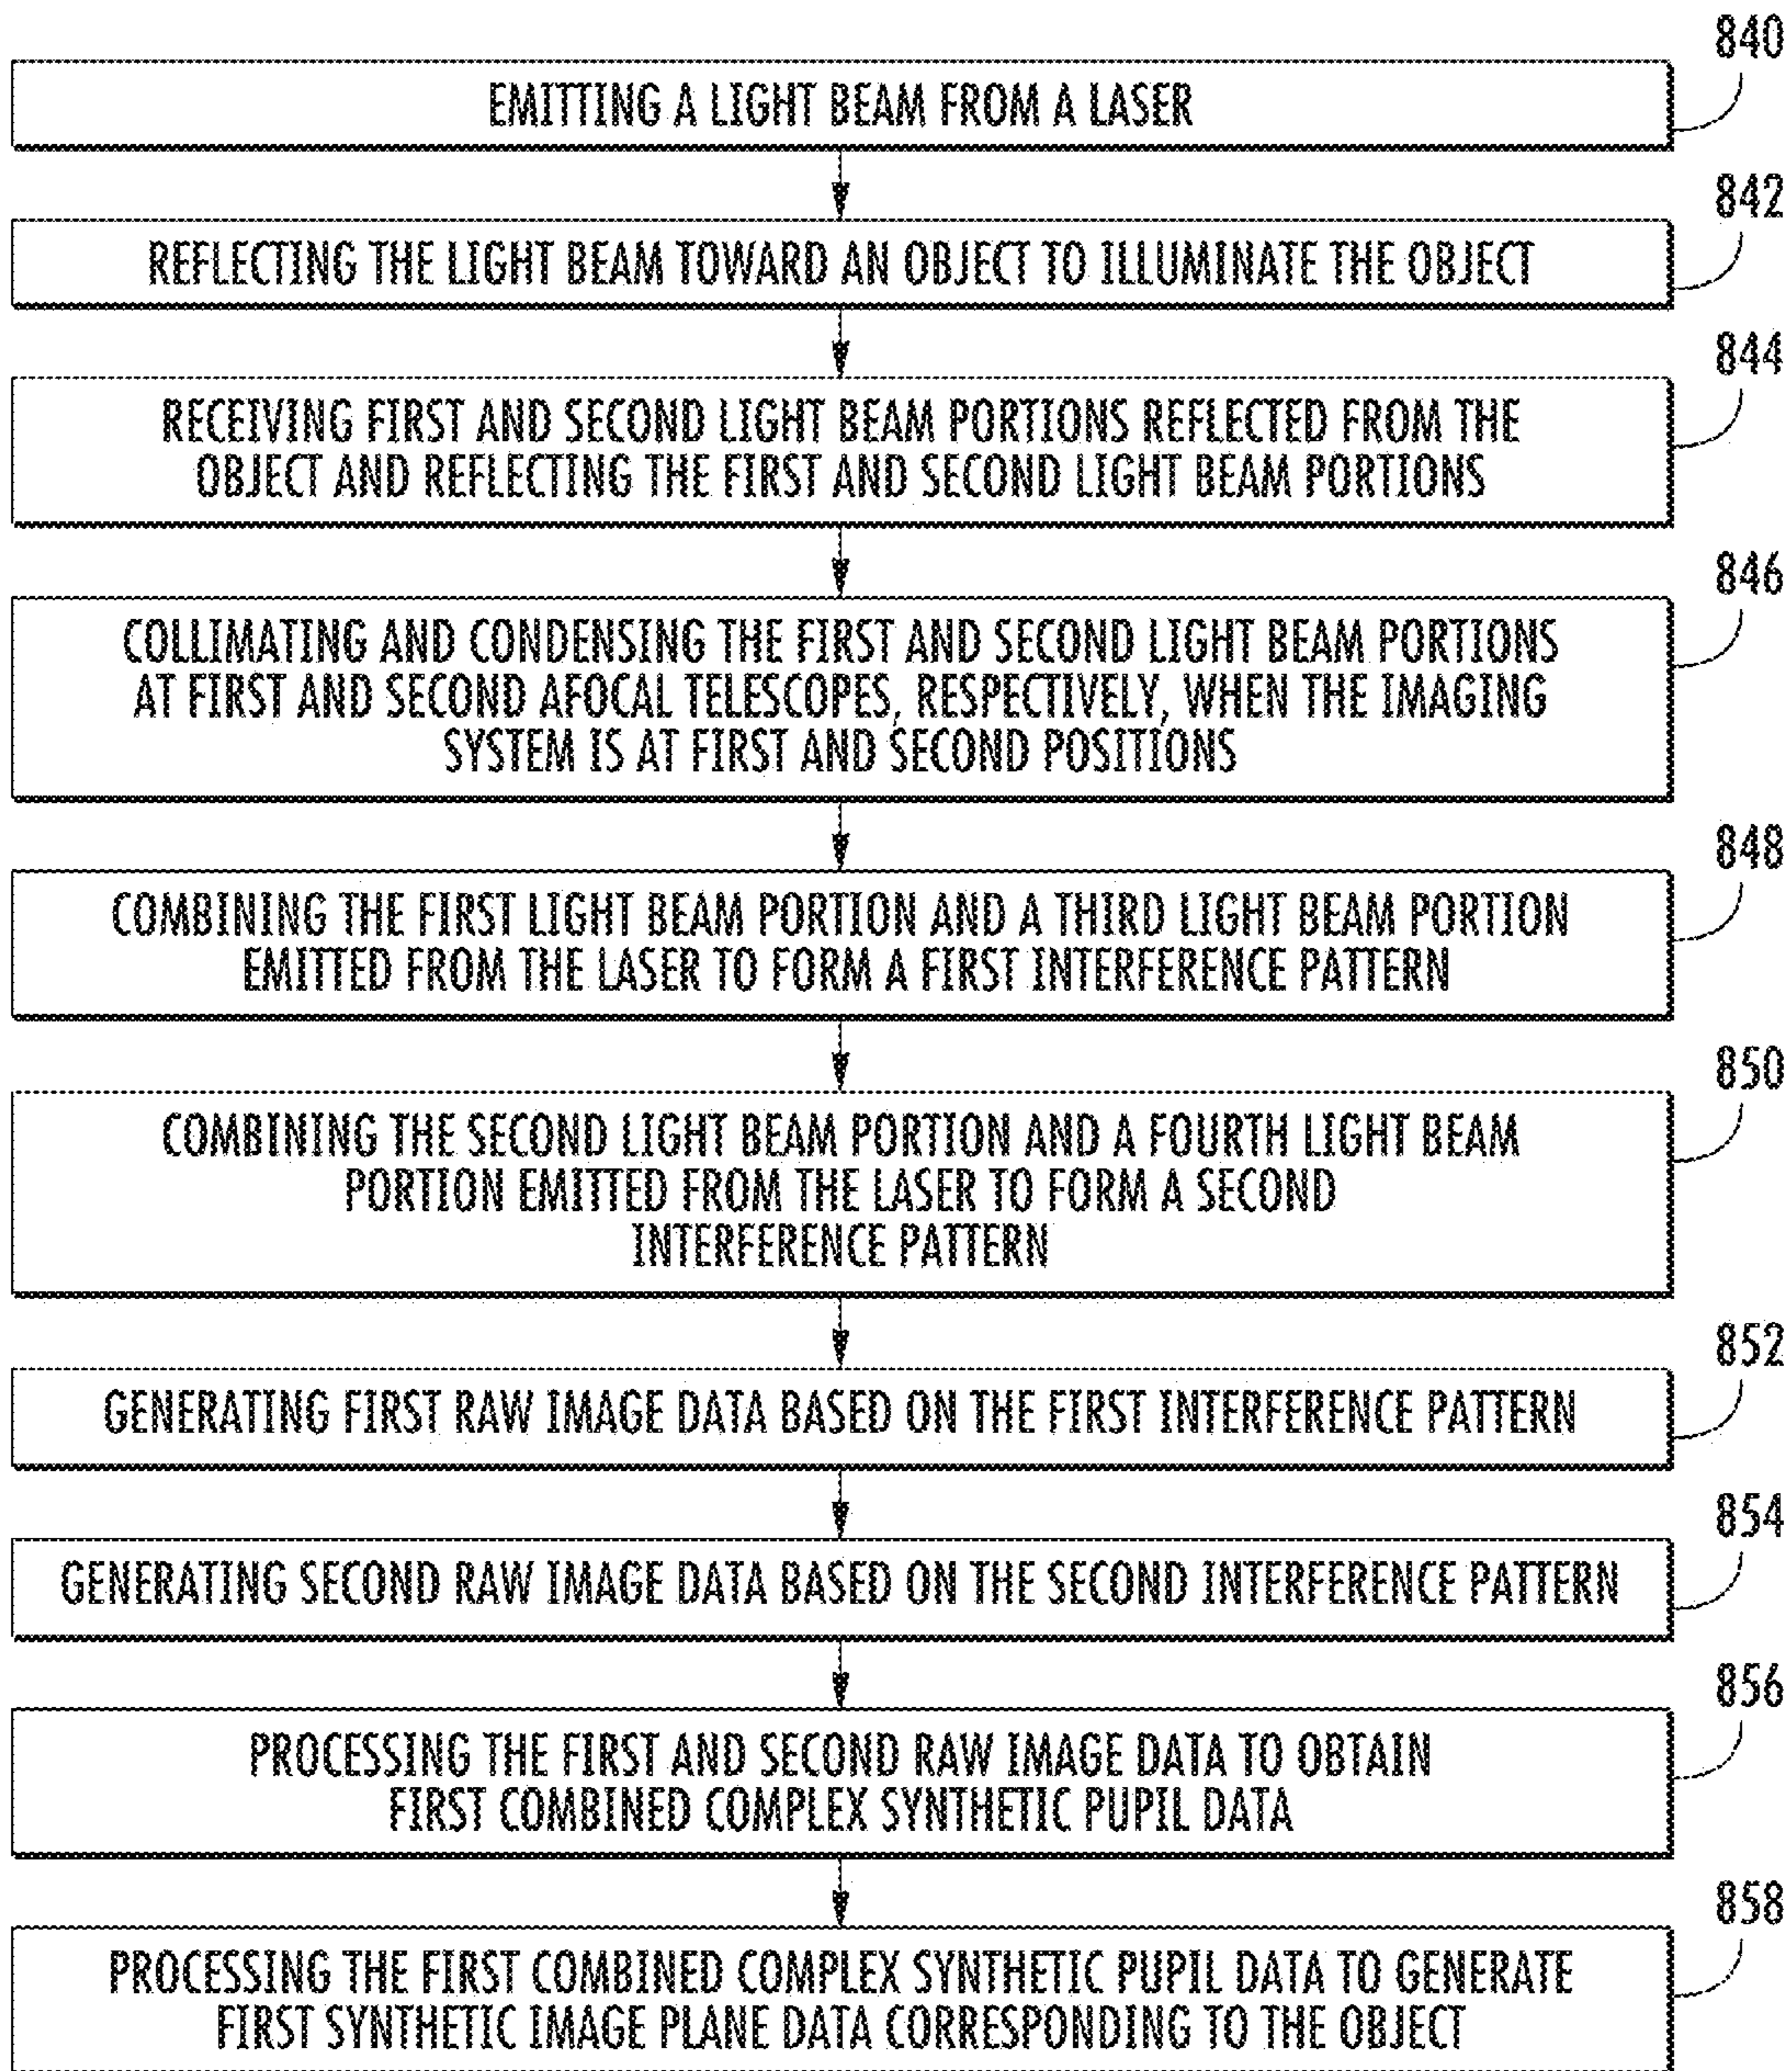 840
EMITTING A LIGHT BEAM FROM A LASER
842
REFLECTING THE LIGHT BEAM TOWARD AN OBJECT TO ILLUMINATE THE OBJECT
844
RECEIVING FIRST AND SECOND LIGHT BEAM PORTIONS REFLECTED FROM THE
OBJECT AND REFLECTING THE FIRST AND SECOND LIGHT BEAM PORTIONS
846
COLLIMATING AND CONDENSING THE FIRST AND SECOND LIGHT BEAM PORTIONS
AT FIRST AND SECOND AFOCAL TELESCOPES, RESPECTIVELY, WHEN THE IMAGING
SYSTEM IS AT FIRST AND SECOND POSITIONS
848
COMBINING THE FIRST LIGHT BEAM PORTION AND A THIRD LIGHT BEAM PORTION
EMITTED FROM THE LASER TO FORM A FIRST INTERFERENCE PATTERN
850
COMBINING THE SECOND LIGHT BEAM PORTION AND A FOURTH LIGHT BEAM
PORTION EMITTED FROM THE LASER TO FORM A SECOND
INTERFERENCE PATTERN
852
GENERATING FIRST RAW IMAGE DATA BASED ON THE FIRST INTERFERENCE PATTERN
854
GENERATING SECOND RAW IMAGE DATA BASED ON THE SECOND INTERFERENCE PATTERN
856
PROCESSING THE FIRST AND SECOND RAW IMAGE DATA TO OBTAIN
FIRST COMBINED COMPLEX SYNTHETIC PUPIL DATA
858
PROCESSING THE FIRST COMBINED COMPLEX SYNTHETIC PUPIL DATA TO GENERATE
FIRST SYNTHETIC IMAGE PLANE DATA CORRESPONDING TO THE OBJECT